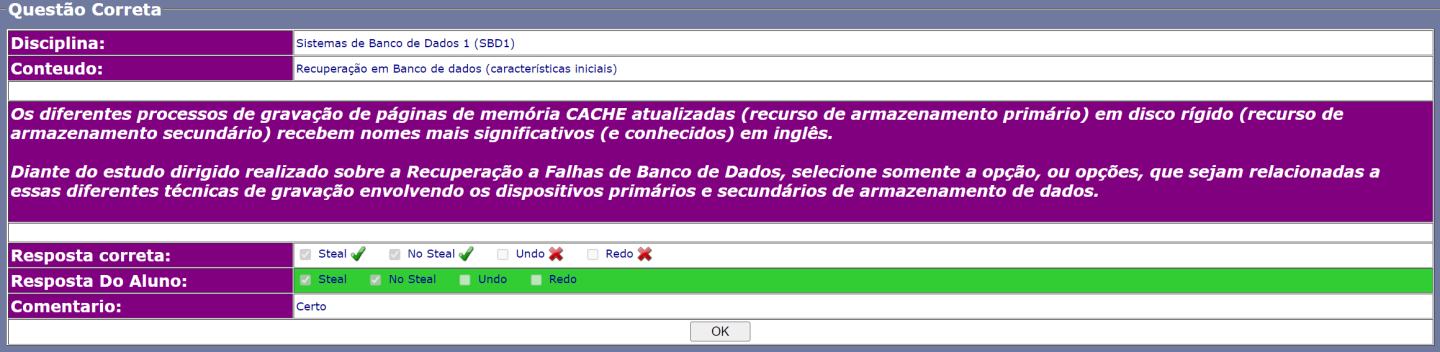 Questão Correta
Disciplina: Sistemas de Banco de Dados 1 (SBD1)
Conteudo: Recuperação em Banco de dados (características iniciais)
Os diferentes processos de gravação de páginas de memória CACHE atualizadas (recurso de armazenamento primário) em disco rígido (recurso de
armazenamento secundário) recebem nomes mais significativos (e conhecidos) em inglês.
Diante do estudo dirigido realizado sobre a Recuperação a Falhas de Banco de Dados, selecione somente a opção, ou opções, que sejam relacionadas a
essas diferentes técnicas de gravação envolvendo os dispositivos primários e secundários de armazenamento de dados.
Resposta correta: Steal No Steal Undo Redo
Resposta Do Aluno: Steal No Steal Undo Redo
Comentario: Certo
OK